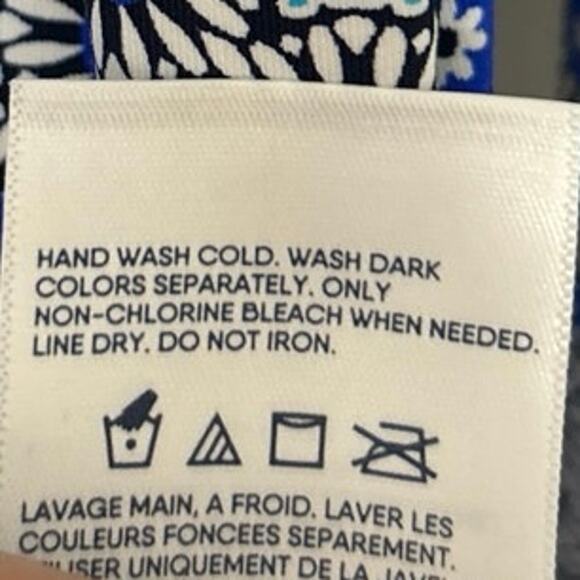 HAND WASH COLD. WASH DARK
COLORS SEPARATELY. ONLY
NON-CHLORINE BLEACH WHEN NEEDED.
LINE DRY. DO NOT IRON.
LAVAGE MAIN, A FROID. LAVER LES
COULEURS FONCEES SEPAREMENT.
UNIQUEMENT DE LA